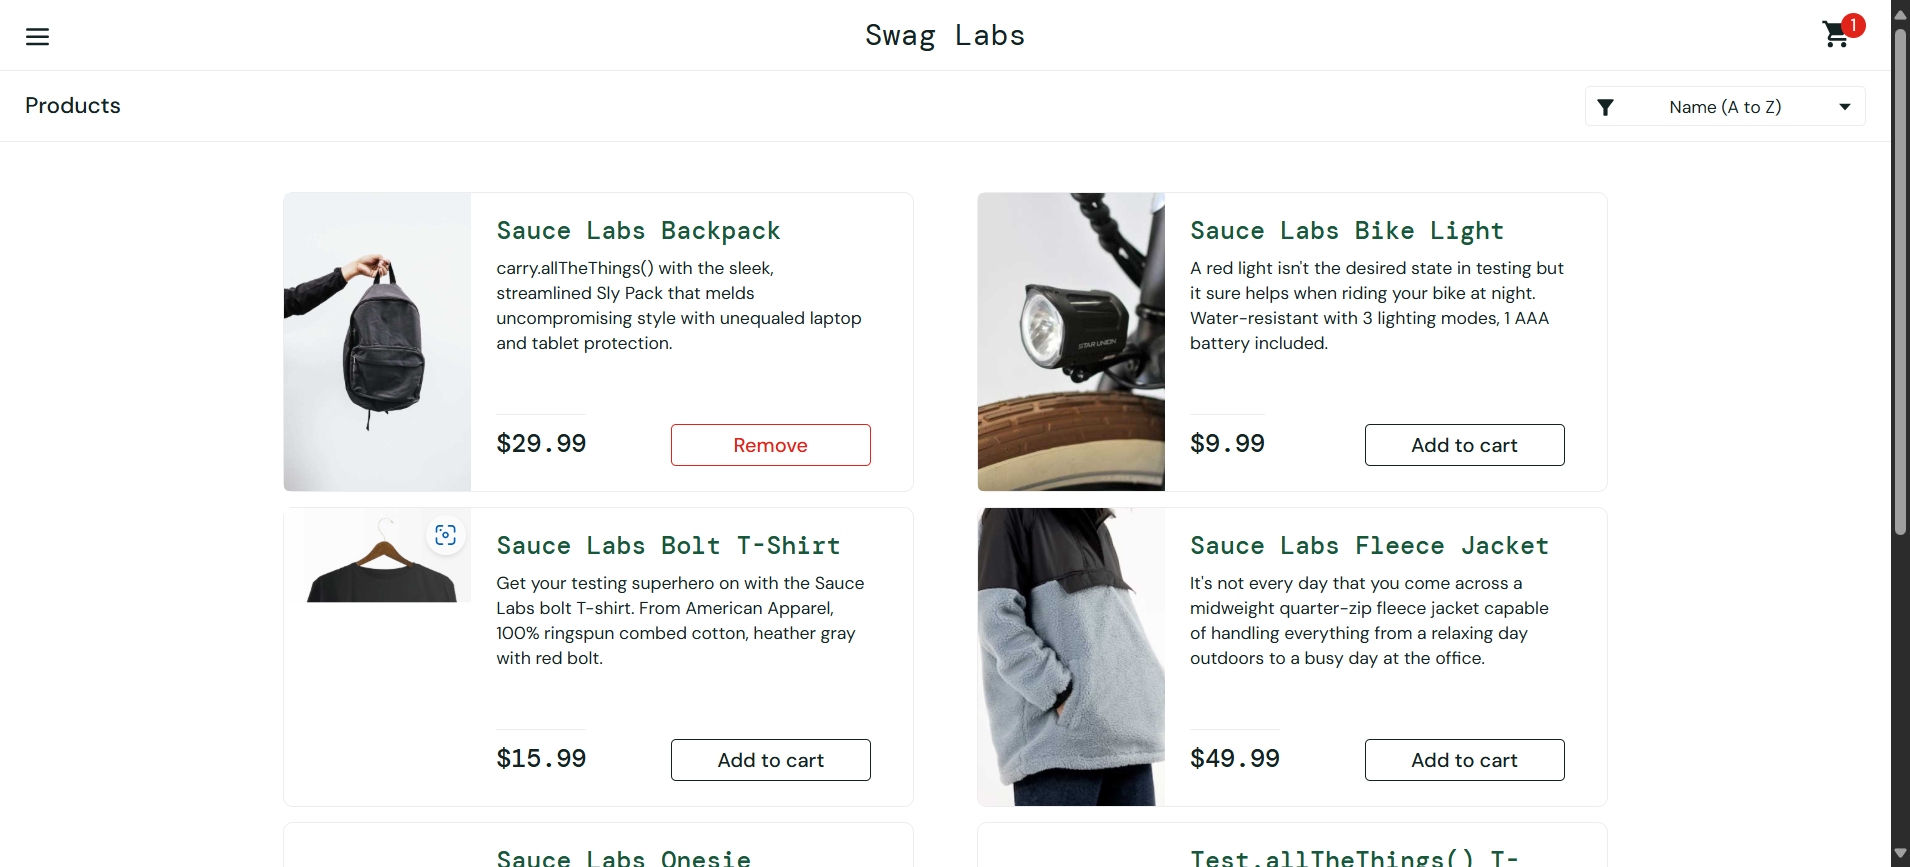 Swag Labs
1
Products
Name (A to Z)
Sauce Labs Backpack
carry.allTheThings() with the sleek,
streamlined Sly Pack that melds
uncompromising style with unequaled laptop
and tablet protection.
$29.99
Remove
Sauce Labs Bike Light
A red light isn't the desired state in testing but
it sure helps when riding your bike at night.
Water-resistant with 3 lighting modes, 1 AAA
battery included.
STAR UNION
$9.99
Add to cart
Sauce Labs Bolt T-Shirt
Get your testing superhero on with the Sauce
Labs bolt T-shirt. From American Apparel,
100% ringspun combed cotton, heather gray
with red bolt.
$15.99
Add to cart
Sauce Labs Fleece Jacket
It's not every day that you come across a
midweight quarter-zip fleece jacket capable
of handling everything from a relaxing day
outdoors to a busy day at the office.
$49.99
Add to cart
Sauce Labs Onesie
Test.allTheThings() T-